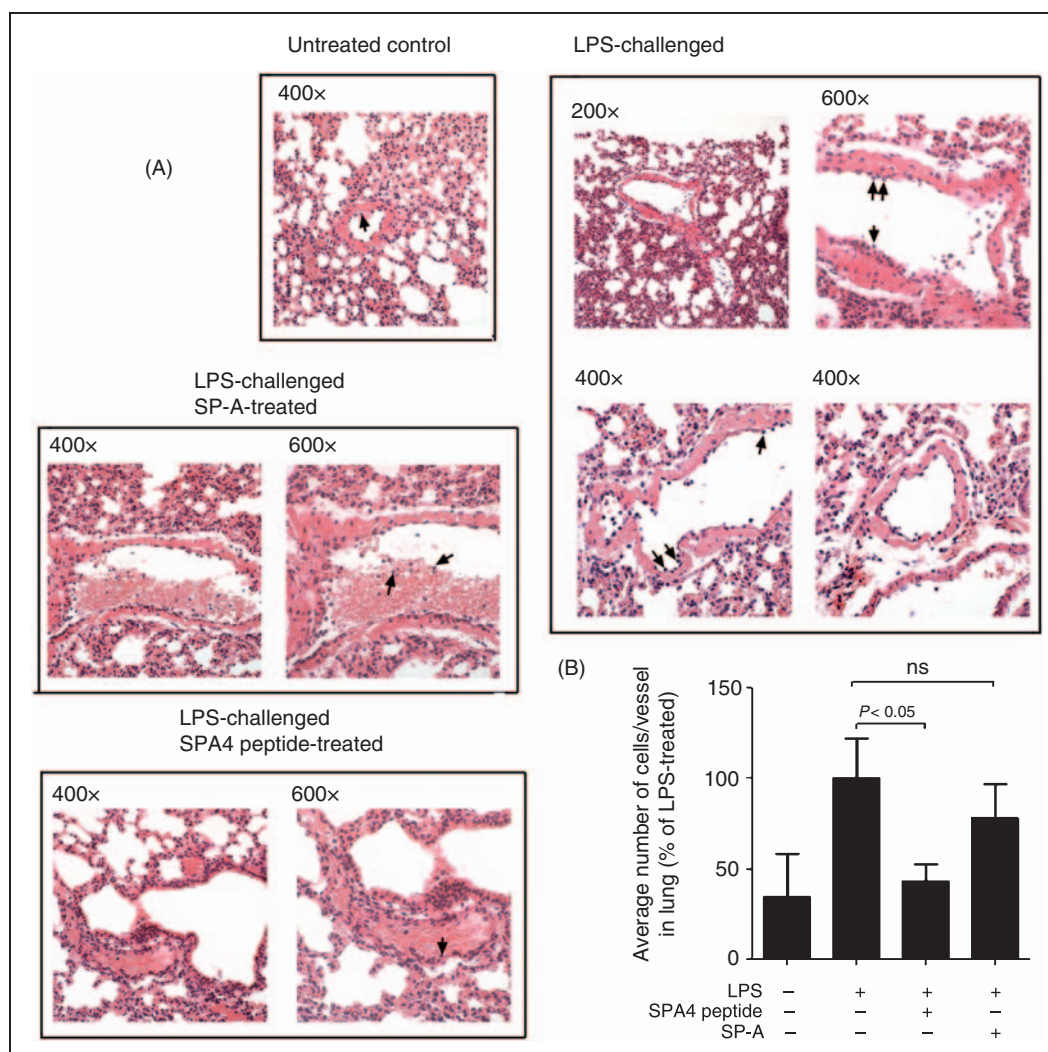 Untreated control
LPS-challenged
(A)
400×
200×
600×
400×
400×
LPS-challenged
SP-A-treated
400×
600×
LPS-challenged
SPA4 peptide-treated
400×
600×
(B)
Average number of cells/vessel
in lung (% of LPS-treated)
150
100
50
0
ns
P< 0.05
LPS – + + +
SPA4 peptide – – + –
SP-A – – – +